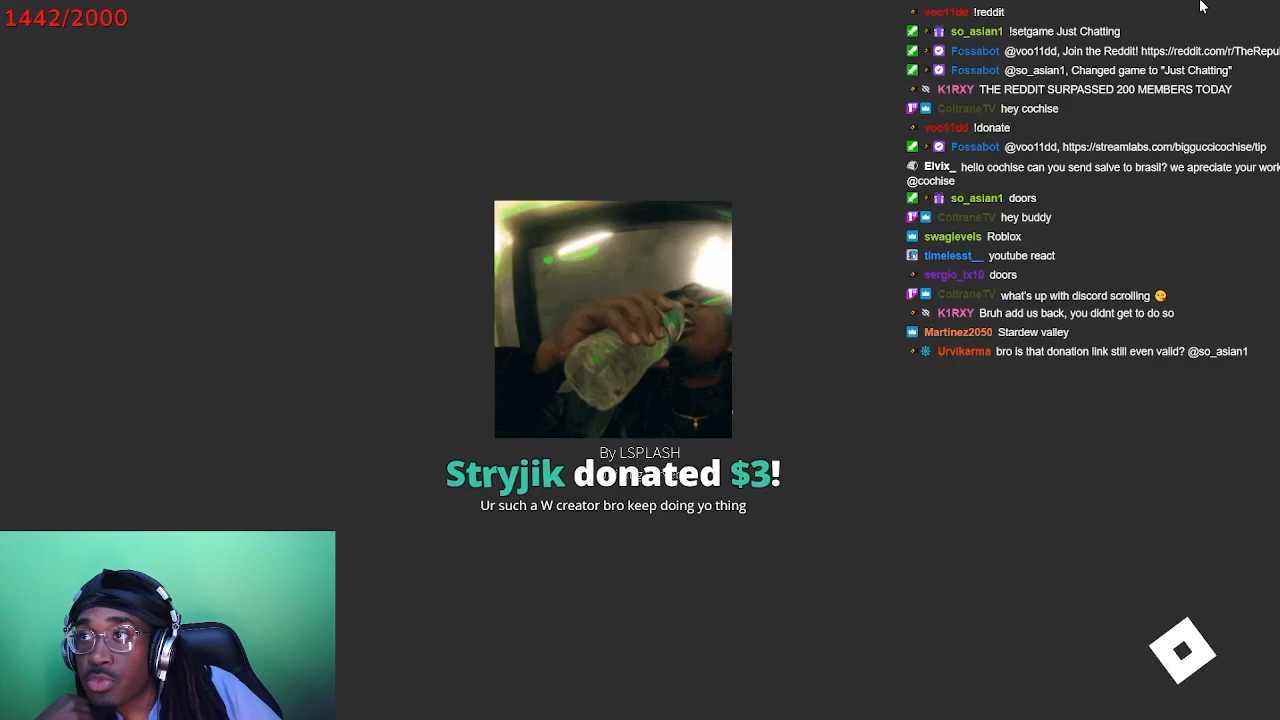 1442/2000
voo11dd !reddit
so_asian1 !setgame Just Chatting
Fossabot @voo11dd, Join the Reddit! https://reddit.com/r/TheRepu
Fossabot @so_asian1, Changed game to "Just Chatting"
K1RXY THE REDDIT SURPASSED 200 MEMBERS TODAY
ColtraneTV hey cochise
voo11dd !donate
Fossabot @voo11dd, https://streamlabs.com/bigguccicochise/tip
Elvix_ hello cochise can you send salve to brasil? we apreciate your work
@cochise
so_asian1 doors
ColtraneTV hey buddy
swaglevels Roblox
timelesst__ youtube react
sergio_lx10 doors
ColtraneTV what's up with discord scrolling 😘
K1RXY Bruh add us back, you didnt get to do so
Martinez2050 Stardew valley
Urvikarma bro is that donation link still even valid? @so_asian1
By LSPLASH
Stryjik donated $3!
Ur such a W creator bro keep doing yo thing